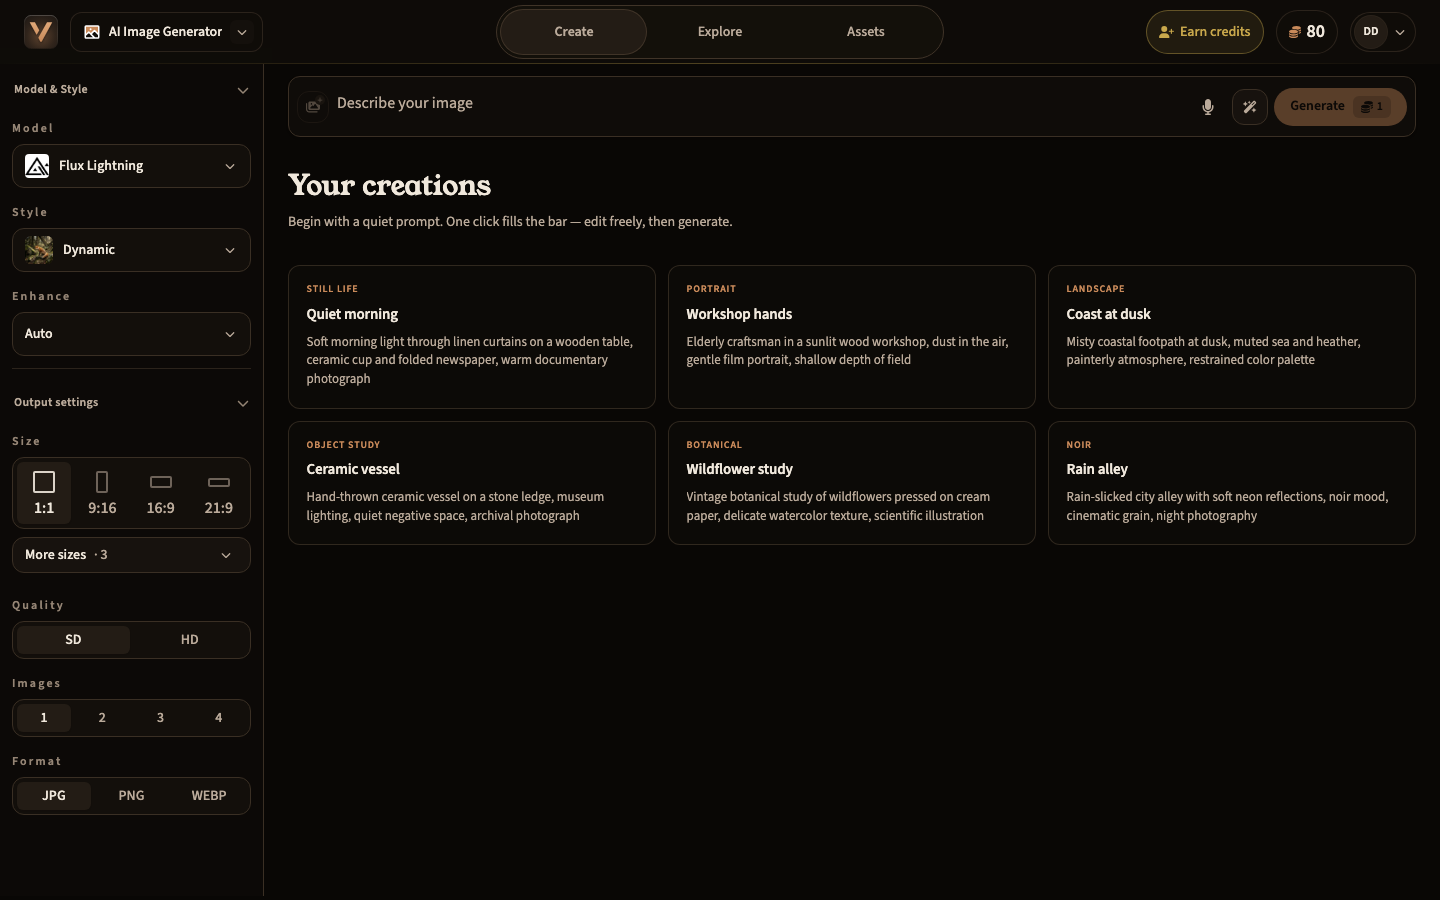 AI Image Generator
Create
Explore
Assets
Earn credits
80
DD
Model & Style
Model
Flux Lightning
Style
Dynamic
Enhance
Auto
Output settings
Size
1:1
9:16
16:9
21:9
More sizes · 3
Quality
SD
HD
Images
1
2
3
4
Format
JPG
PNG
WEBP
Describe your image
Generate
1
Your creations
Begin with a quiet prompt. One click fills the bar — edit freely, then generate.
STILL LIFE
Quiet morning
Soft morning light through linen curtains on a wooden table,
ceramic cup and folded newspaper, warm documentary
photograph
PORTRAIT
Workshop hands
Elderly craftsman in a sunlit wood workshop, dust in the air,
gentle film portrait, shallow depth of field
LANDSCAPE
Coast at dusk
Misty coastal footpath at dusk, muted sea and heather,
painterly atmosphere, restrained color palette
OBJECT STUDY
Ceramic vessel
Hand-thrown ceramic vessel on a stone ledge, museum
lighting, quiet negative space, archival photograph
BOTANICAL
Wildflower study
Vintage botanical study of wildflowers pressed on cream
paper, delicate watercolor texture, scientific illustration
NOIR
Rain alley
Rain-slicked city alley with soft neon reflections, noir mood,
cinematic grain, night photography